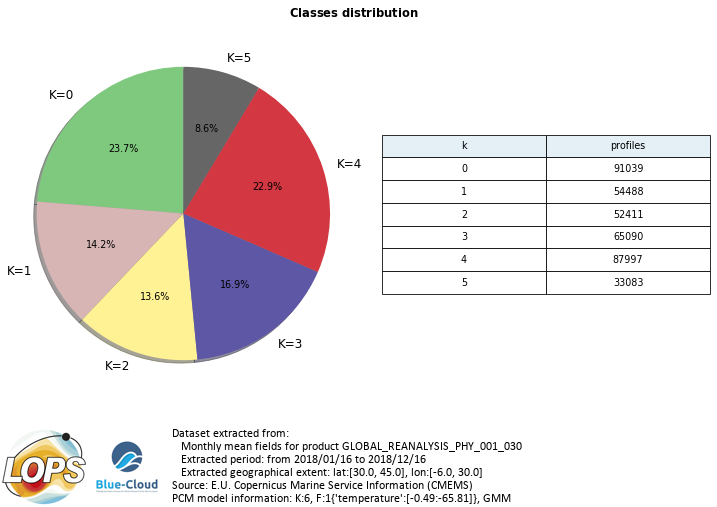 Classes distribution
K=5
K=0
8.6%
23.7%
K=4
22.9%
14.2%
K=1
16.9%
13.6%
K=3
K=2
k profiles
0 91039
1 54488
2 52411
3 65090
4 87997
5 33083
LOPS
Blue-Cloud
Dataset extracted from:
Monthly mean fields for product GLOBAL_REANALYSIS_PHY_001_030
Extracted period: from 2018/01/16 to 2018/12/16
Extracted geographical extent: lat:[30.0, 45.0], lon:[-6.0, 30.0]
Source: E.U. Copernicus Marine Service Information (CMEMS)
PCM model information: K:6, F:1{'temperature':[-0.49:-65.81]}, GMM